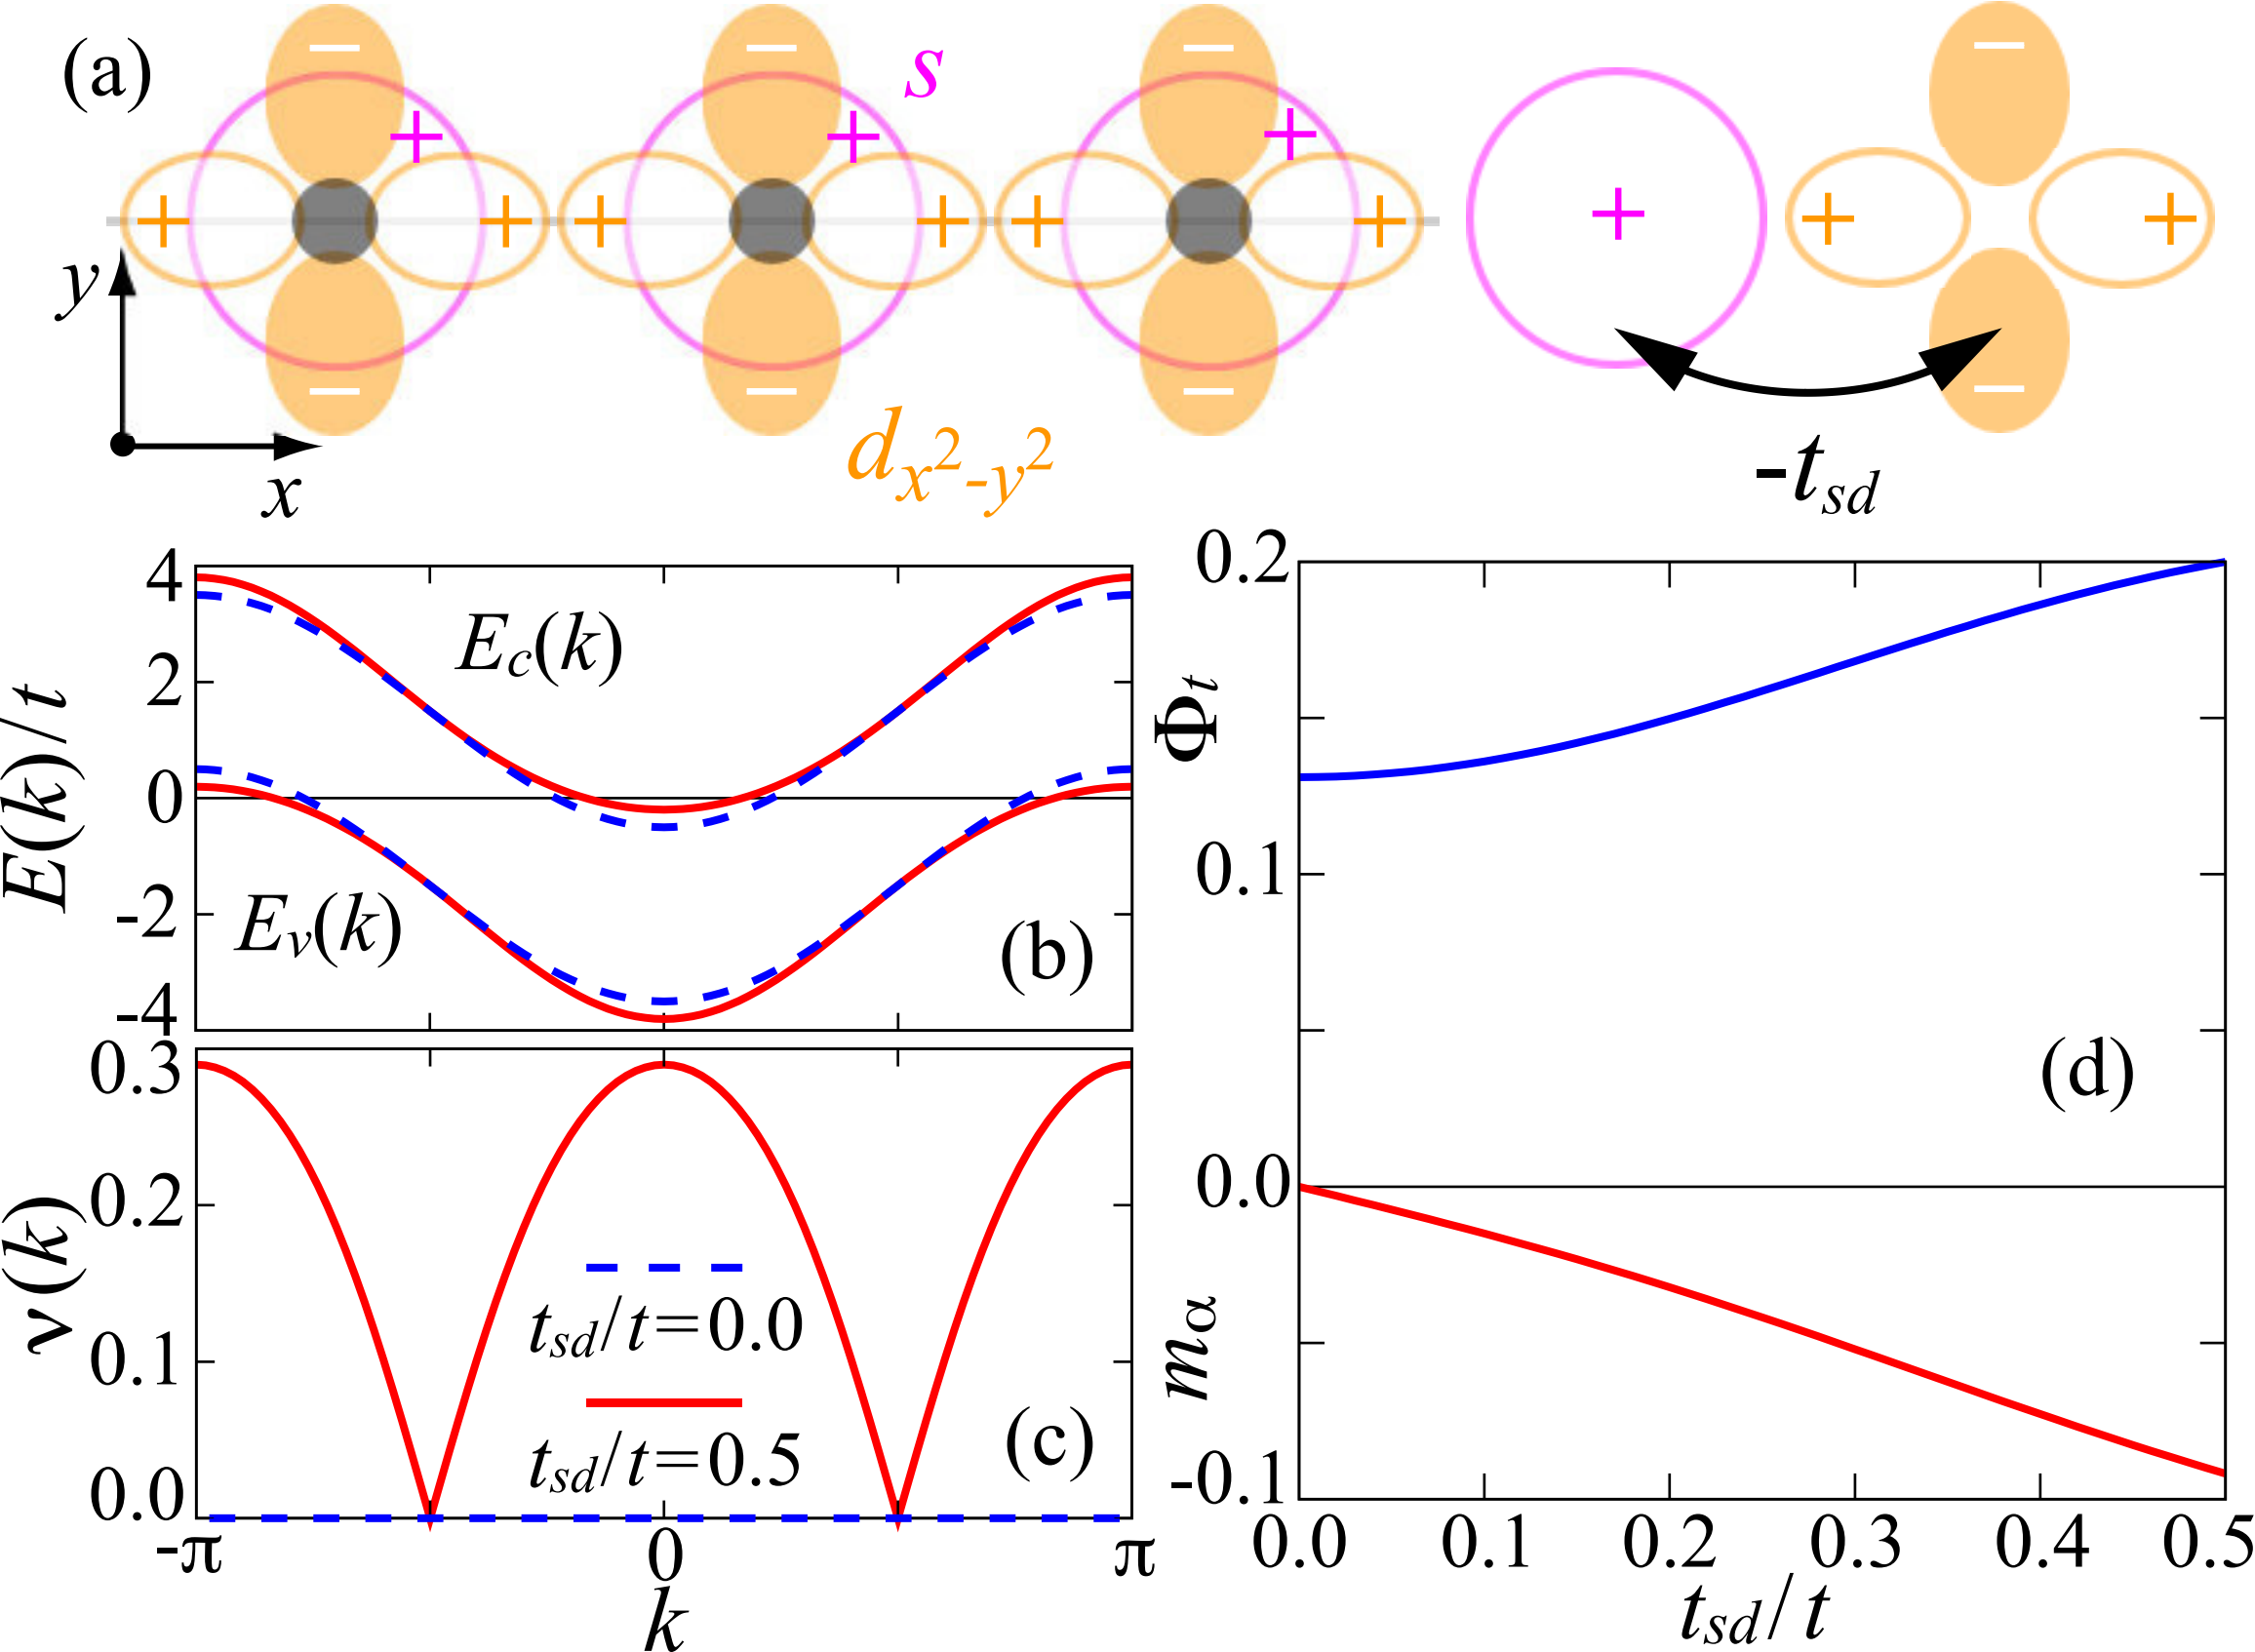 (a)
− − − −
s
+ + + +
+ + + + + + + +
y
− − − −
d_{x^2-y^2}
x
-t_{sd}
4
2
0
-2
-4
E(k)/t
E_c(k)
E_v(k)
(b)
0.3
0.2
0.1
0.0
ν(k)
t_{sd}/t=0.0
t_{sd}/t=0.5
(c)
-π 0 π
k
0.2
0.1
0.0
-0.1
Φ_t
m_α
(d)
0.0 0.1 0.2 0.3 0.4 0.5
t_{sd}/t